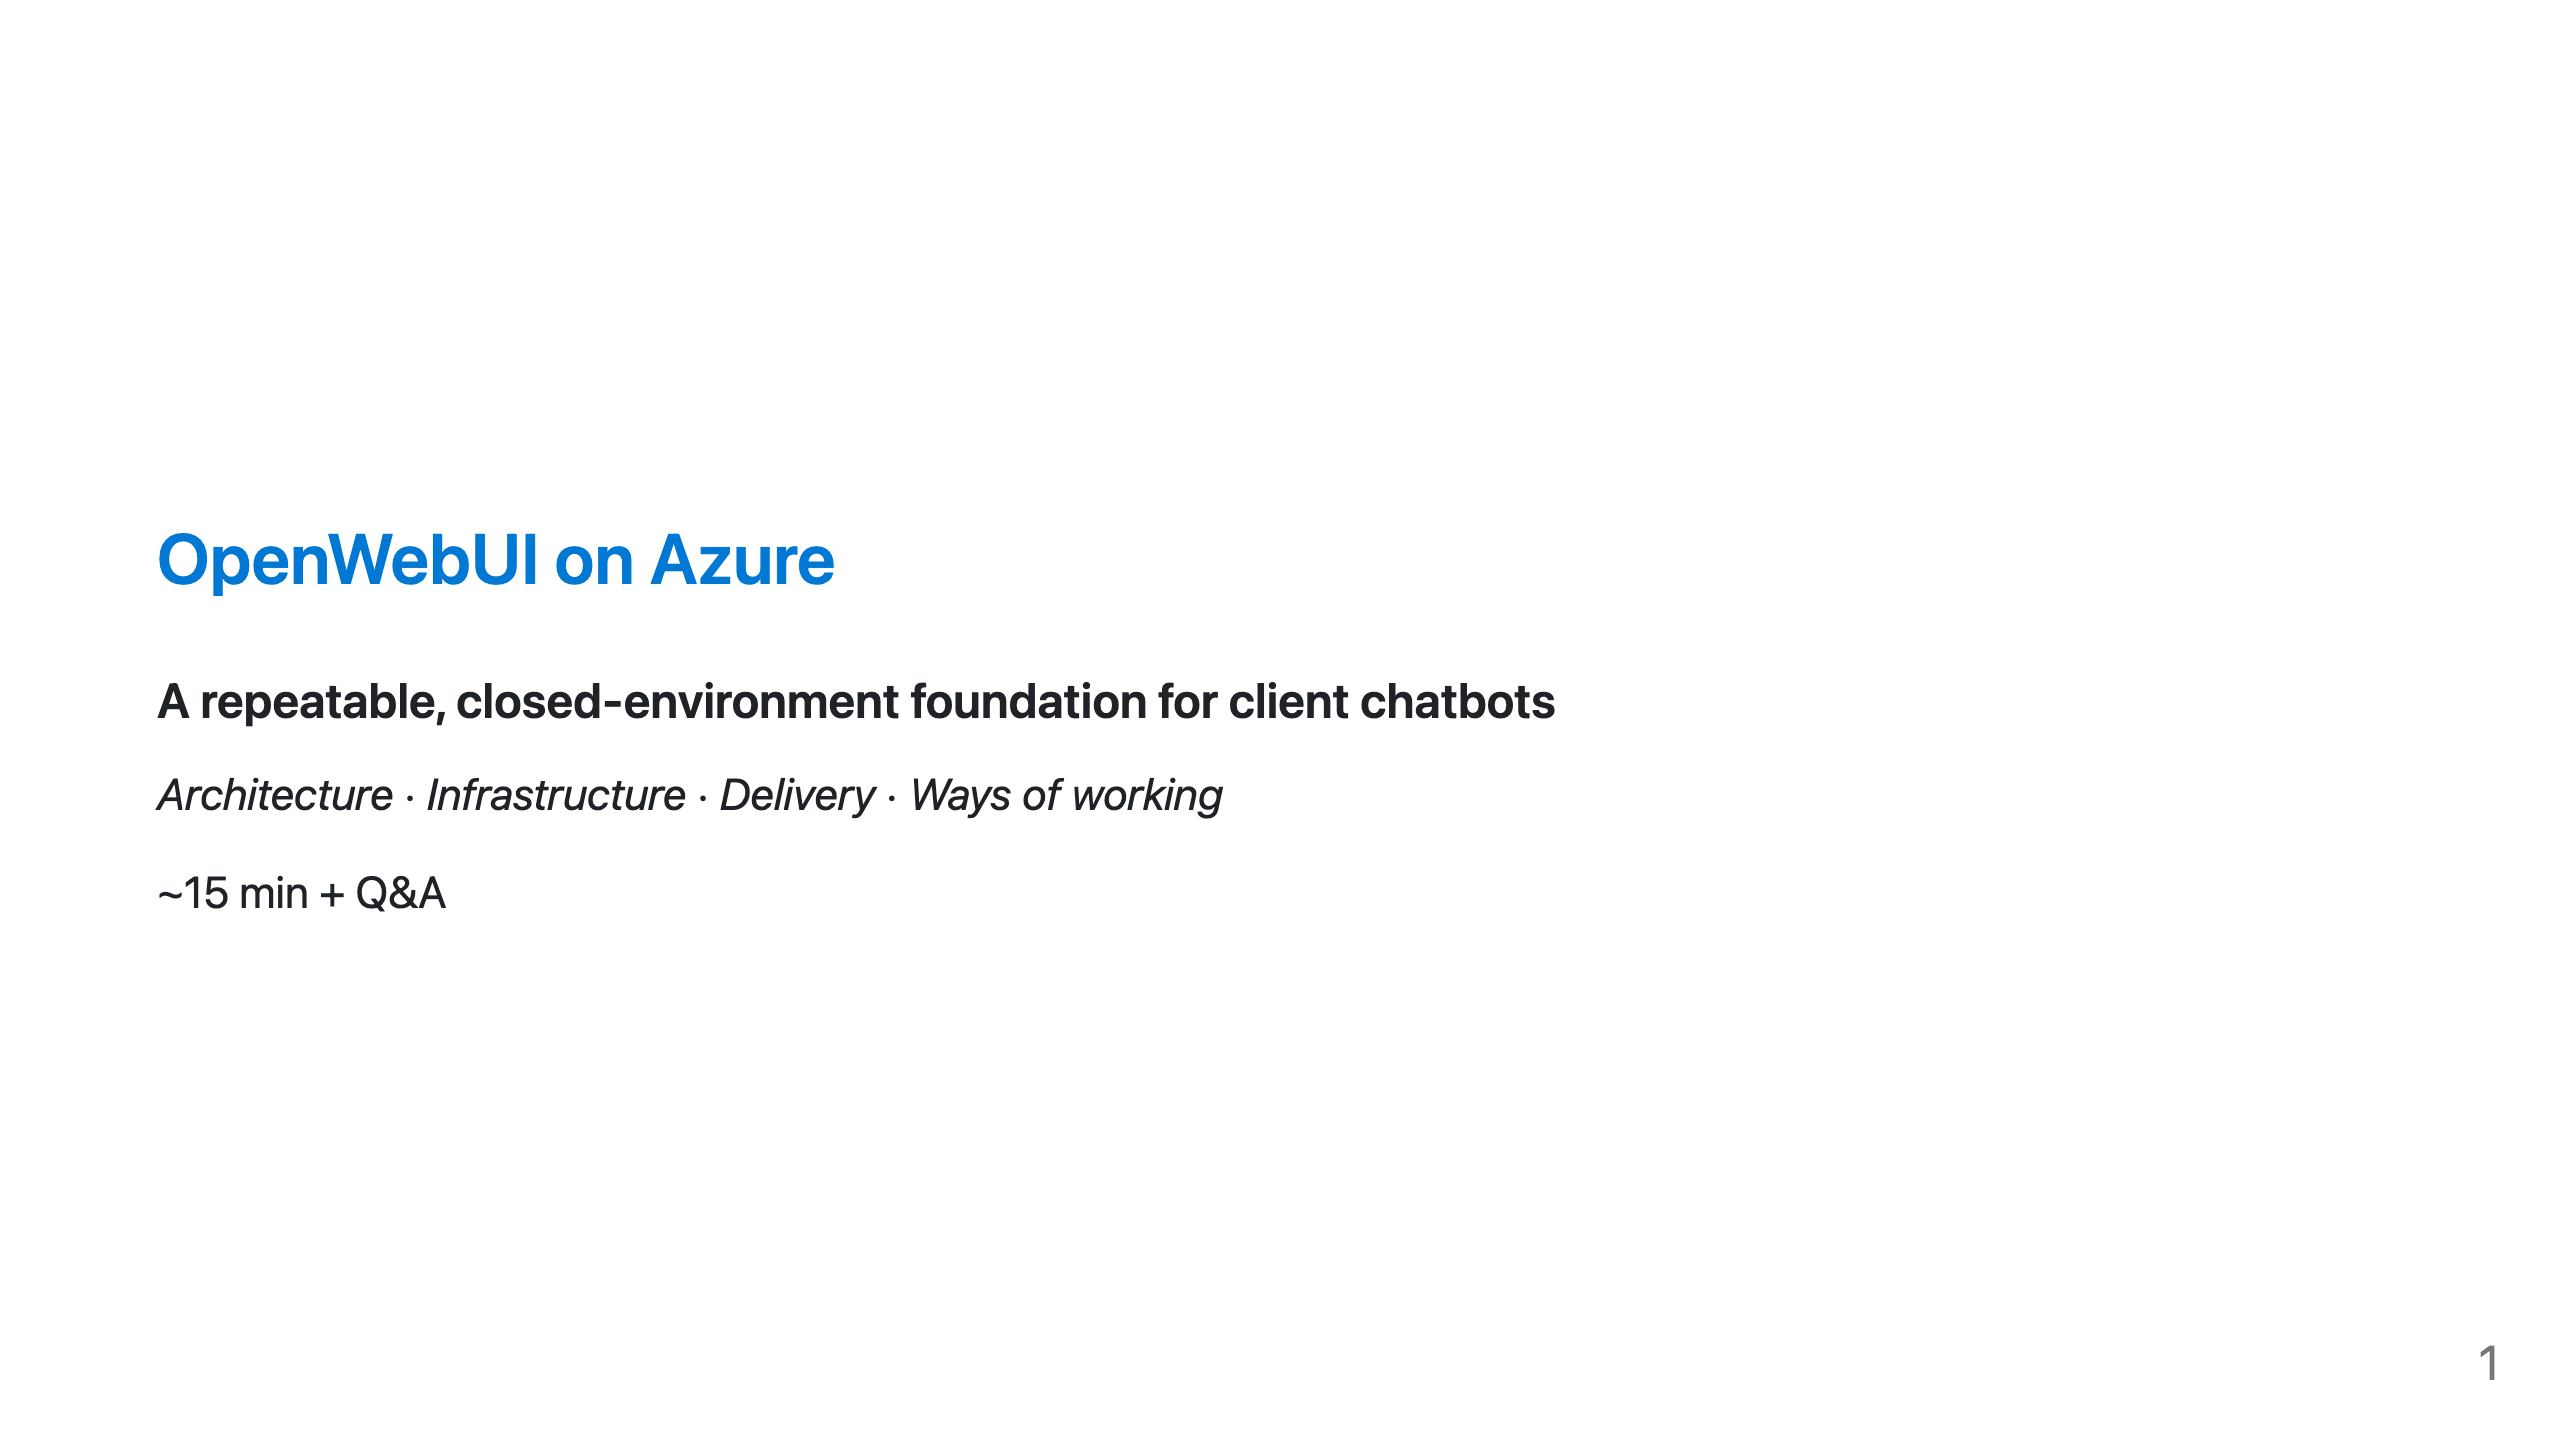 OpenWebUI on Azure
A repeatable, closed-environment foundation for client chatbots
Architecture · Infrastructure · Delivery · Ways of working
~15 min + Q&A
1